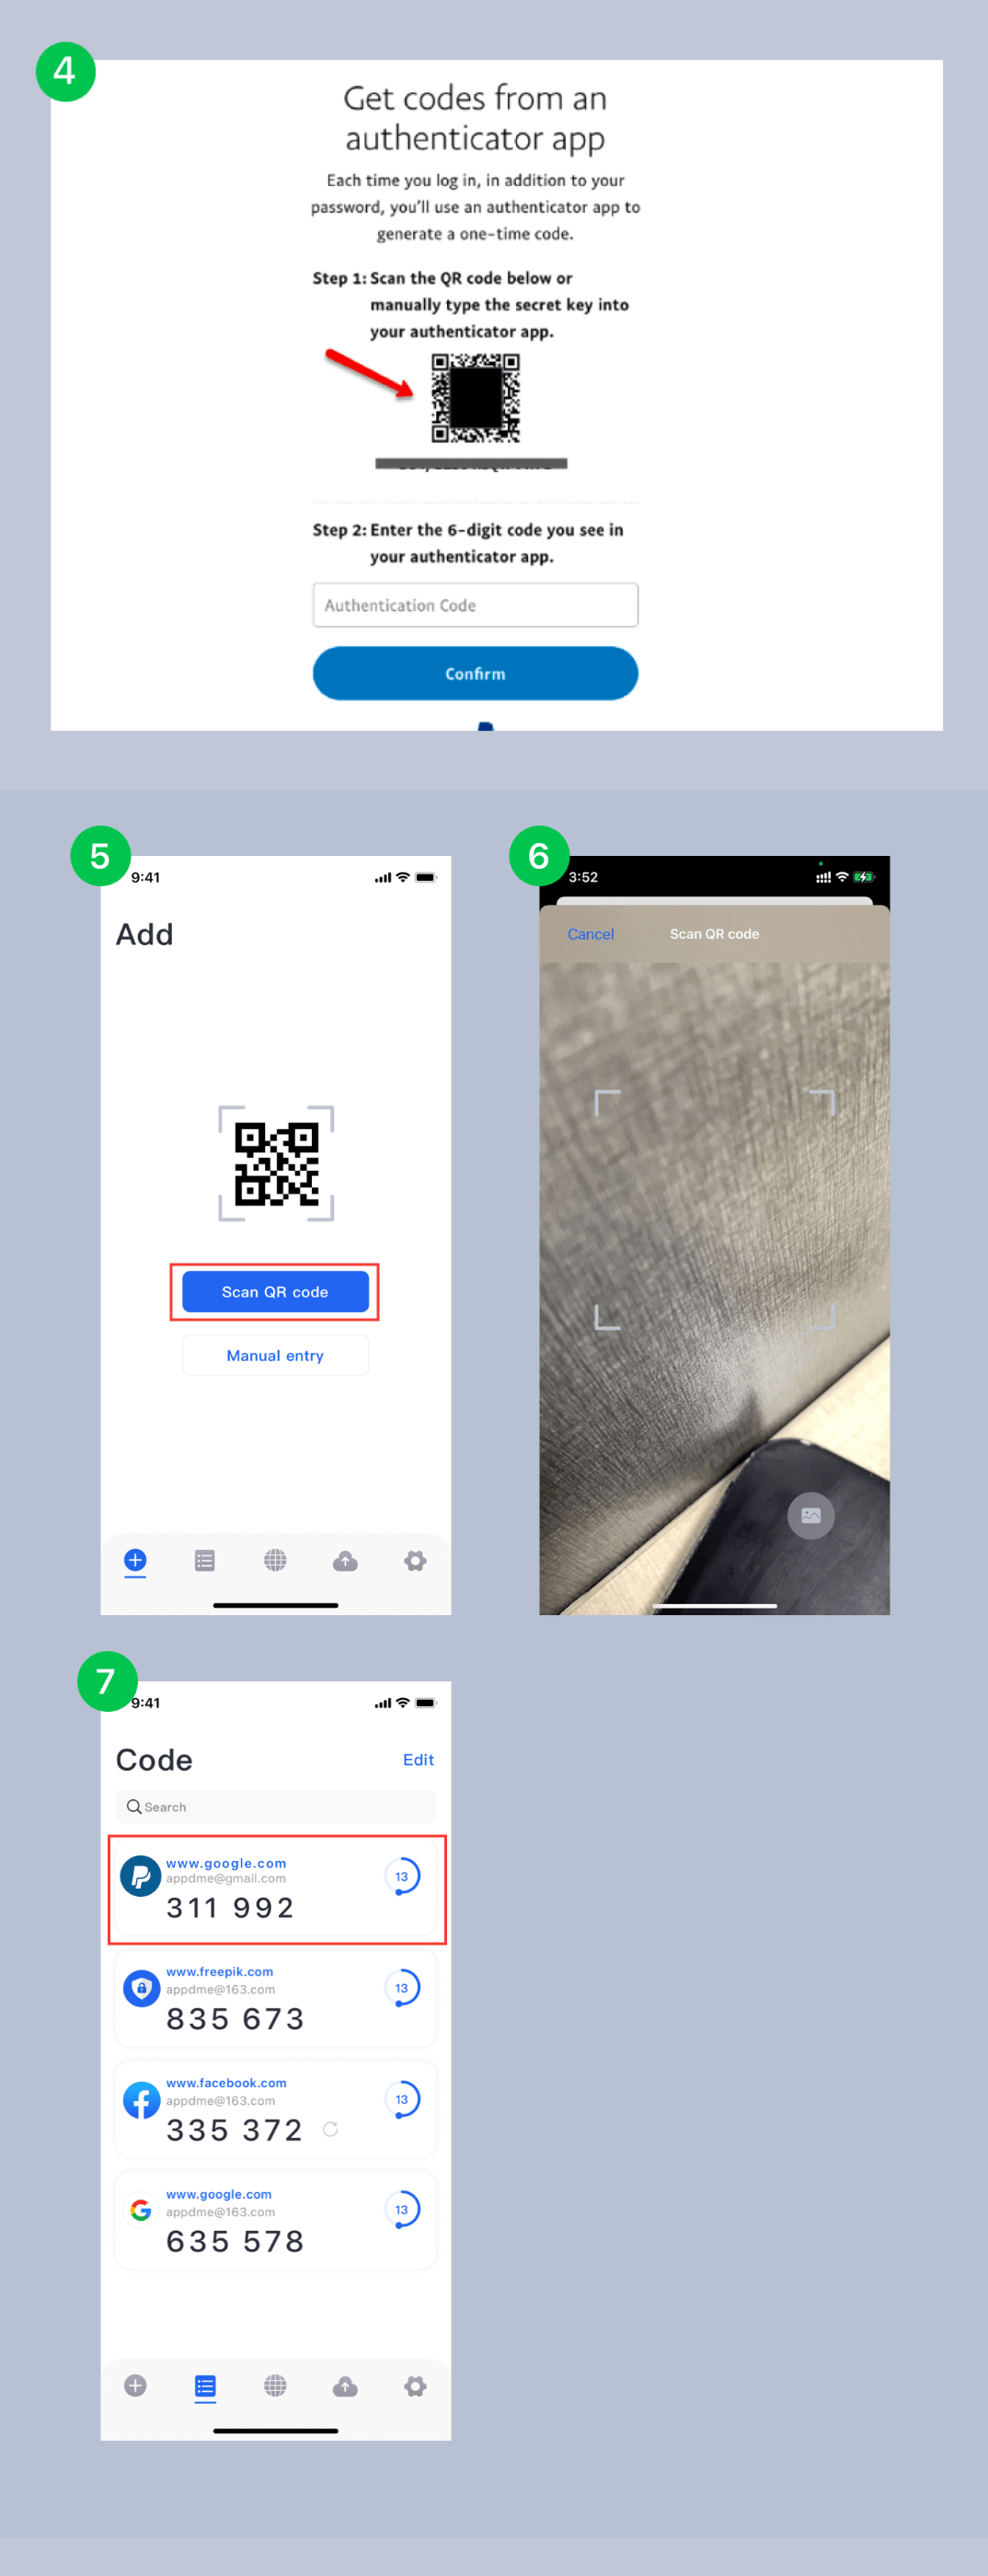 4
Get codes from an
authenticator app
Each time you log in, in addition to your
password, you'll use an authenticator app to
generate a one-time code.
Step 1: Scan the QR code below or
manually type the secret key into
your authenticator app.
Step 2: Enter the 6-digit code you see in
your authenticator app.
Authentication Code
Confirm
5
9:41
Add
Scan QR code
Manual entry
6
3:52
Cancel
Scan QR code
7
9:41
Code
Edit
Search
www.google.com
appdme@gmail.com
311 992
13
www.freepik.com
appdme@163.com
835 673
13
www.facebook.com
appdme@163.com
335 372
13
www.google.com
appdme@163.com
635 578
13